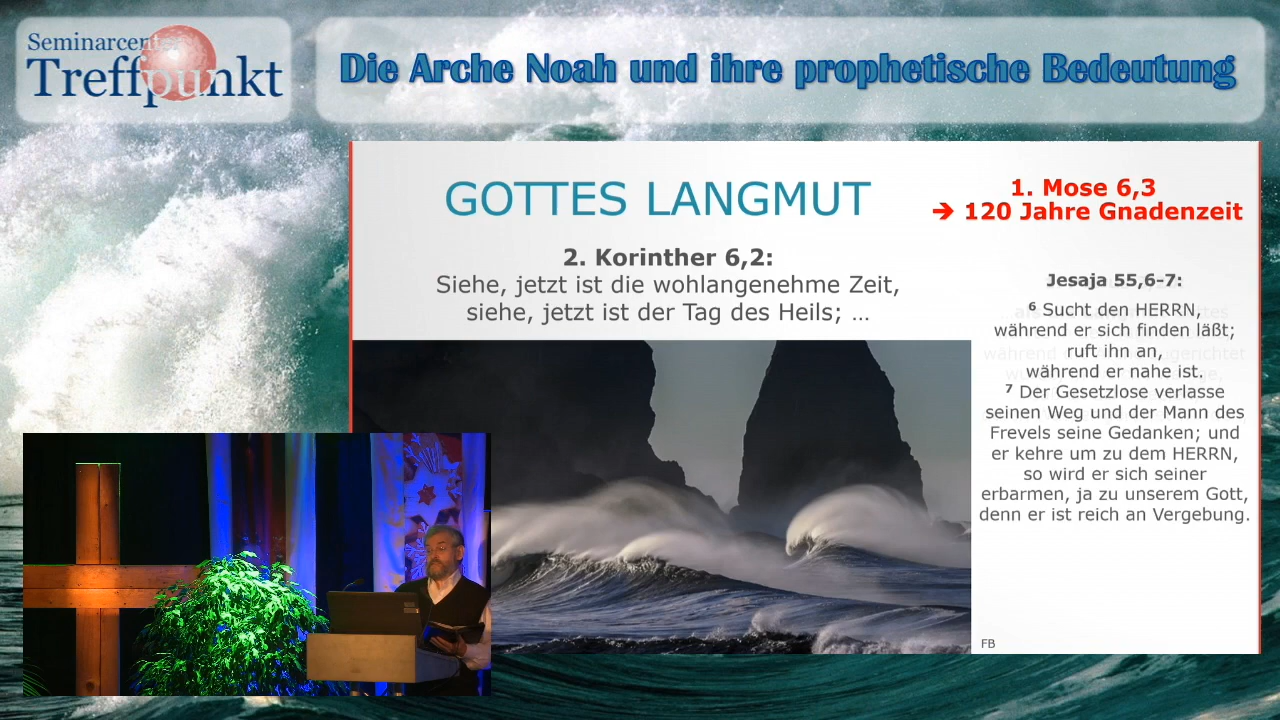 Seminarcenter
Treffpunkt
Die Arche Noah und ihre prophetische Bedeutung
GOTTES LANGMUT
1. Mose 6,3
➔ 120 Jahre Gnadenzeit
2. Korinther 6,2:
Siehe, jetzt ist die wohlangenehme Zeit,
siehe, jetzt ist der Tag des Heils; …
Jesaja 55,6-7:
⁶ Sucht den HERRN,
während er sich finden läßt;
ruft ihn an,
während er nahe ist.
⁷ Der Gesetzlose verlasse
seinen Weg und der Mann des
Frevels seine Gedanken; und
er kehre um zu dem HERRN,
so wird er sich seiner
erbarmen, ja zu unserem Gott,
denn er ist reich an Vergebung.
FB